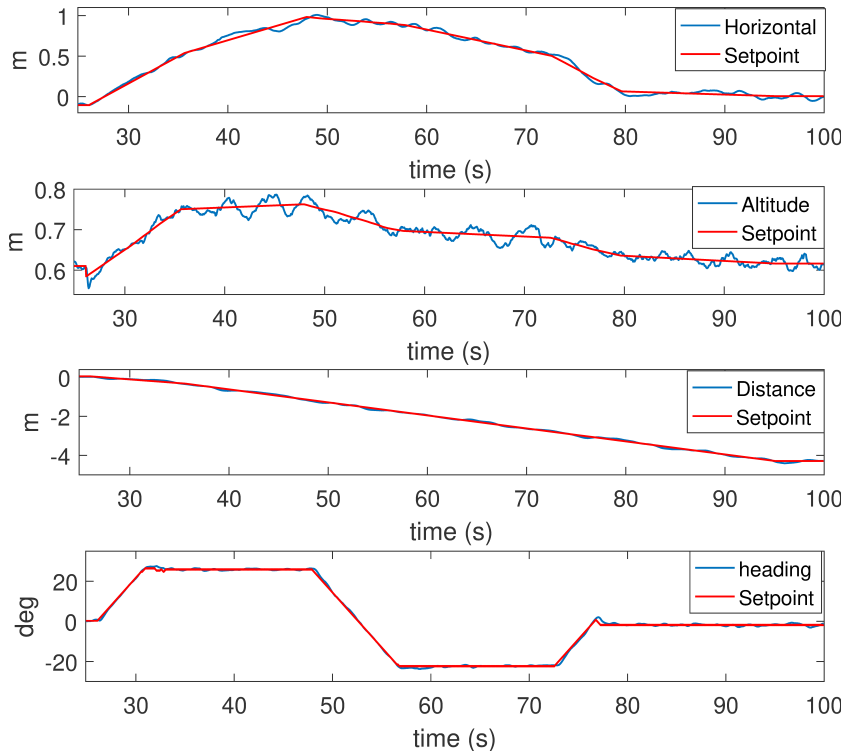 1
0.5
0
m
Horizontal
Setpoint
30 40 50 60 70 80 90 100
time (s)
0.8
0.7
0.6
m
Altitude
Setpoint
30 40 50 60 70 80 90 100
time (s)
0
-2
-4
m
Distance
Setpoint
30 40 50 60 70 80 90 100
time (s)
20
0
-20
deg
heading
Setpoint
30 40 50 60 70 80 90 100
time (s)